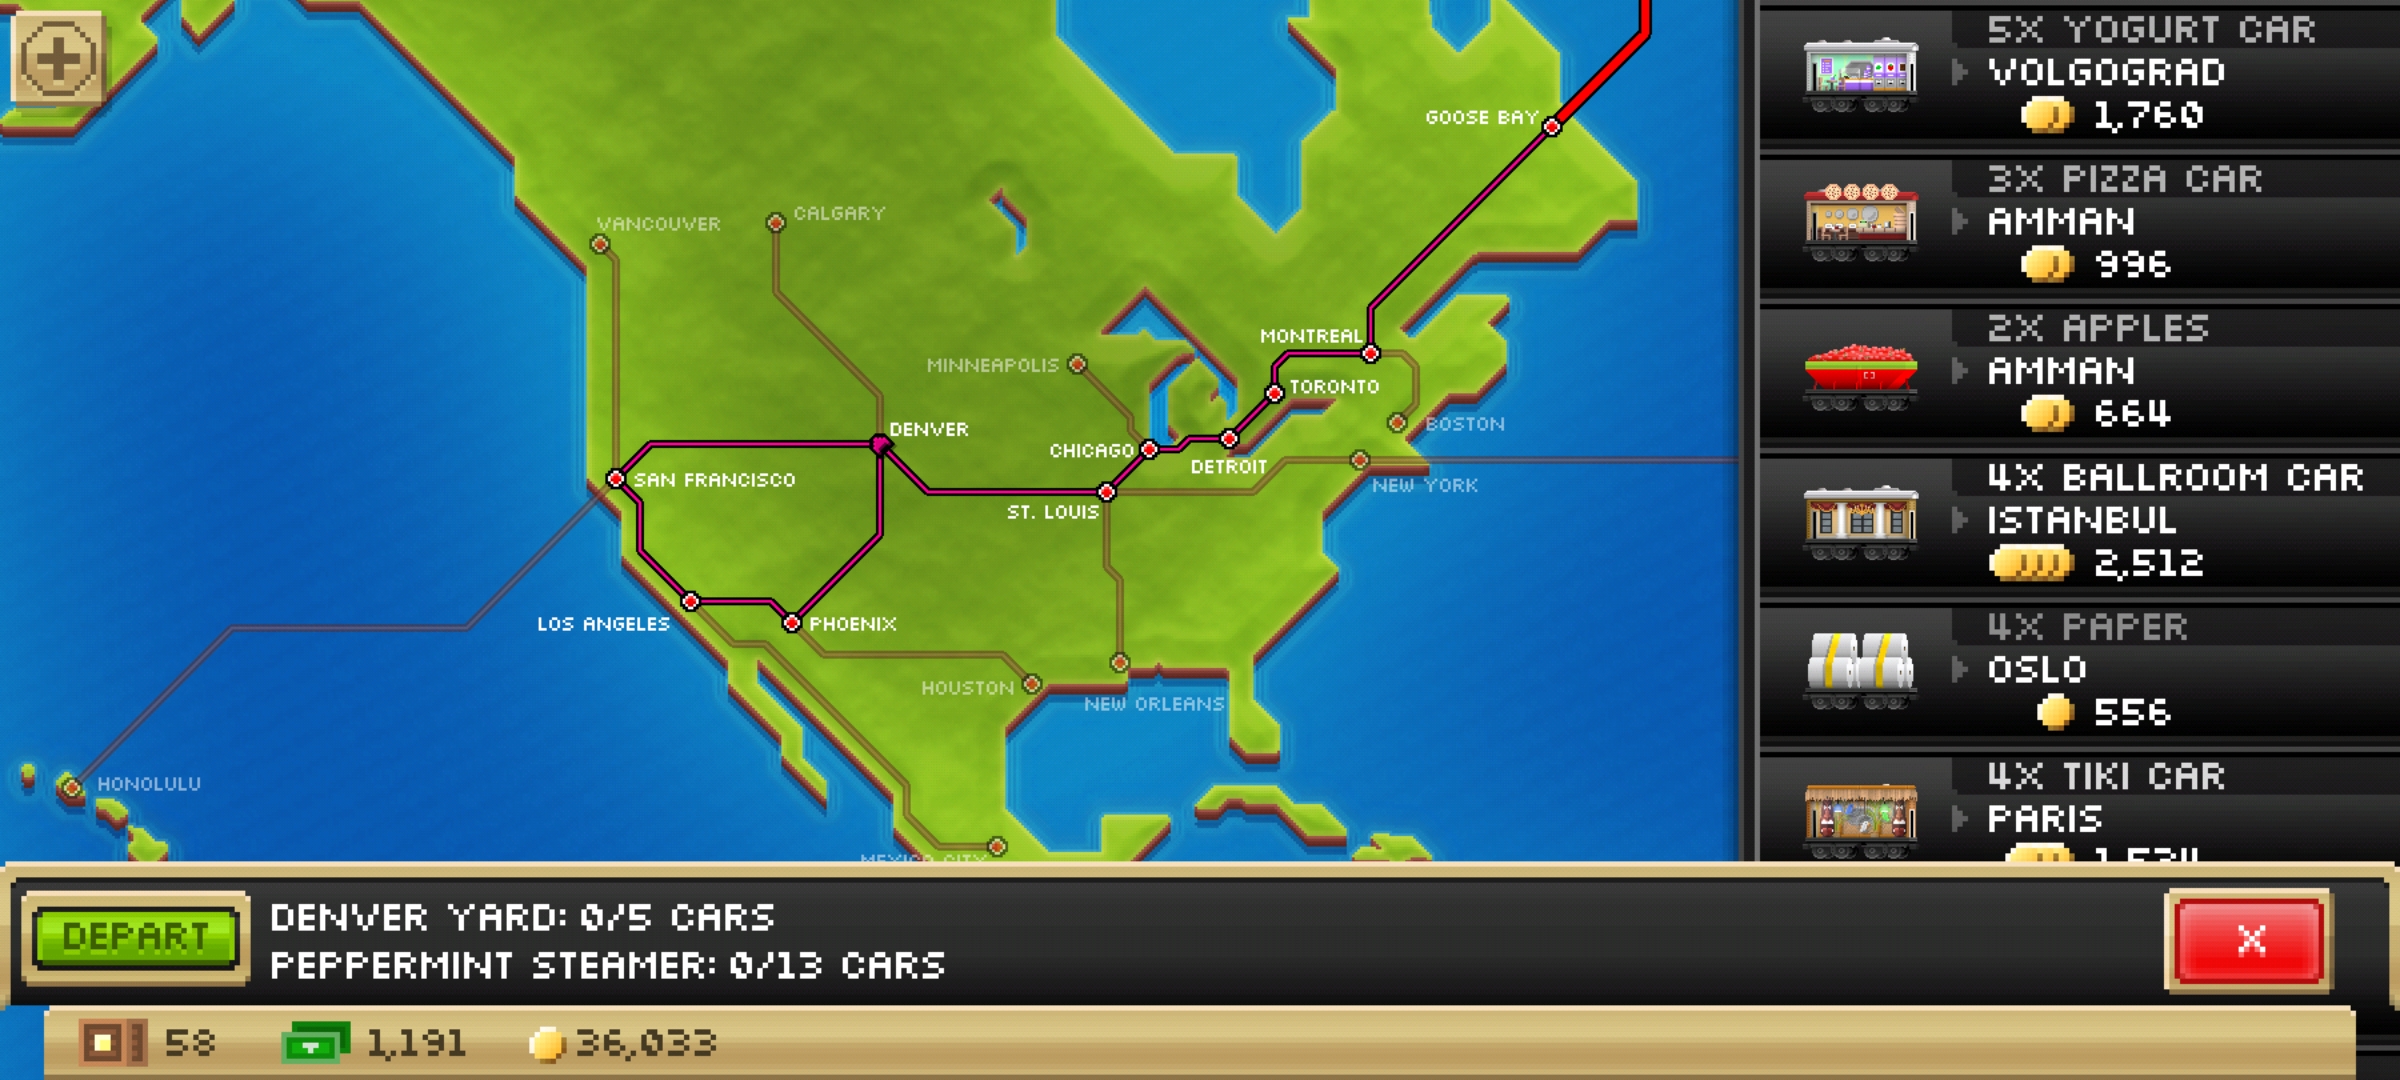 GOOSE BAY
VANCOUVER
CALGARY
MONTREAL
MINNEAPOLIS
TORONTO
DENVER
BOSTON
CHICAGO
DETROIT
SAN FRANCISCO
NEW YORK
ST. LOUIS
LOS ANGELES
PHOENIX
HOUSTON
NEW ORLEANS
HONOLULU
MEXICO CITY
5X YOGURT CAR
VOLGOGRAD
1,760
3X PIZZA CAR
AMMAN
996
2X APPLES
AMMAN
664
4X BALLROOM CAR
ISTANBUL
2,512
4X PAPER
OSLO
556
4X TIKI CAR
PARIS
DEPART
DENVER YARD: 0/5 CARS
PEPPERMINT STEAMER: 0/13 CARS
X
58
1,191
36,033